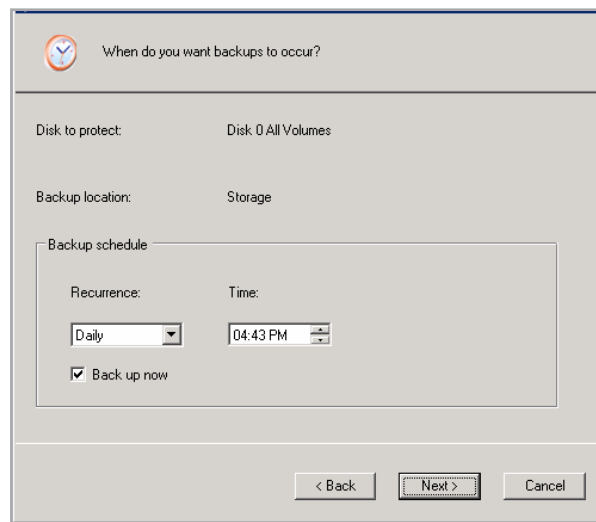 When do you want backups to occur?
Disk to protect: Disk 0 All Volumes
Backup location: Storage
Backup schedule
Recurrence: Time:
Daily 04:43 PM
Back up now
< Back Next > Cancel